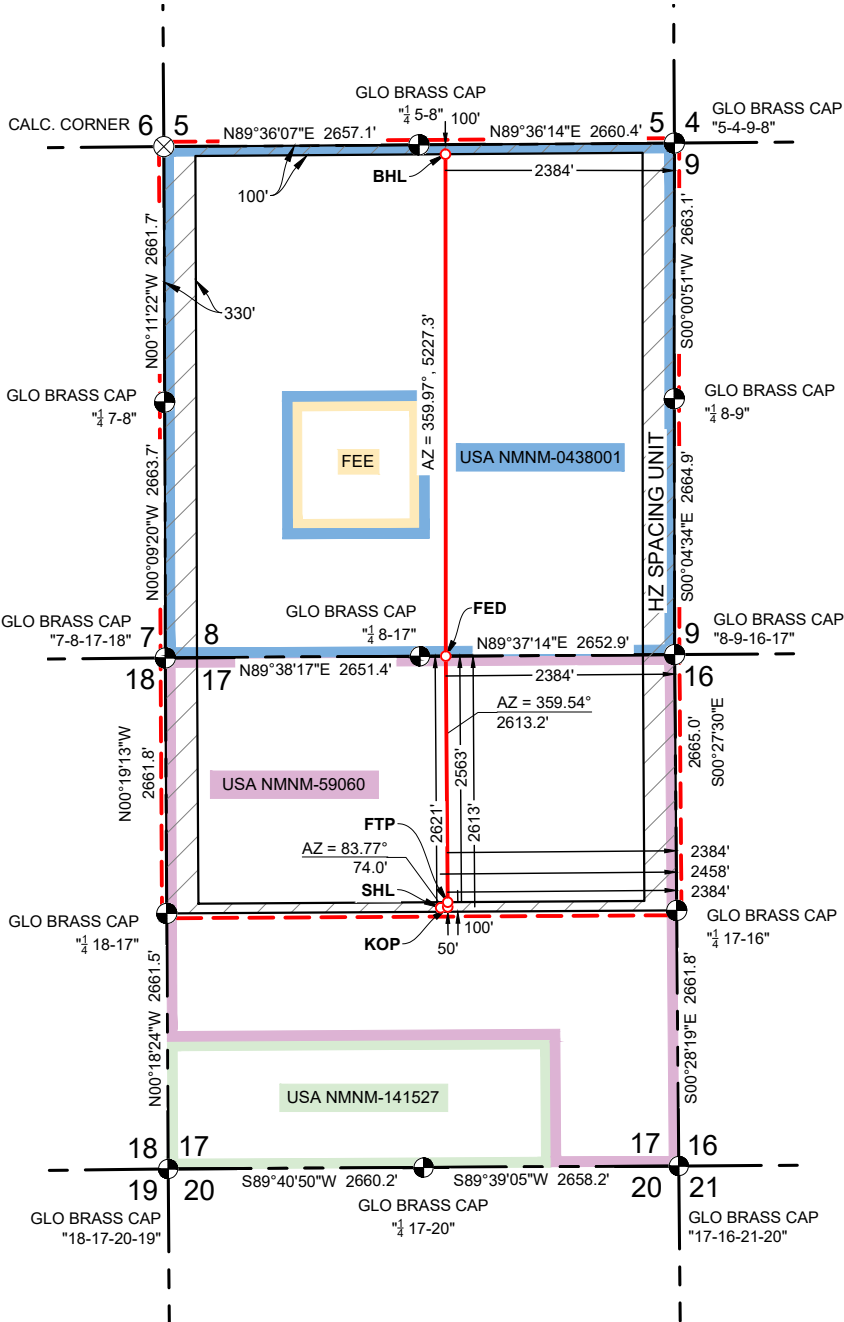 GLO BRASS CAP
"1/4 5-8"
100'
CALC. CORNER
6
5
N89°36'07"E 2657.1'
N89°36'14"E 2660.4'
5
4
GLO BRASS CAP
"5-4-9-8"
9
BHL
2384'
100'
N00°11'22"W 2661.7'
S00°00'51"W 2663.1'
330'
AZ = 359.97°, 5227.3'
GLO BRASS CAP
"1/4 7-8"
GLO BRASS CAP
"1/4 8-9"
FEE
USA NMNM-0438001
HZ SPACING UNIT
N00°09'20"W 2663.7'
S00°04'34"E 2664.9'
GLO BRASS CAP
"7-8-17-18"
GLO BRASS CAP
"1/4 8-17"
FED
GLO BRASS CAP
"8-9-16-17"
7
8
N89°37'14"E 2652.9'
9
18
17
N89°38'17"E 2651.4'
16
2384'
AZ = 359.54°
2613.2'
N00°19'13"W
2661.8'
2665.0'
S00°27'30"E
USA NMNM-59060
2621'
2563'
2613'
FTP
AZ = 83.77°
74.0'
2384'
2458'
2384'
SHL
KOP
100'
50'
GLO BRASS CAP
"1/4 18-17"
GLO BRASS CAP
"1/4 17-16"
N00°18'24"W 2661.5'
S00°28'19"E 2661.8'
USA NMNM-141527
18
17
17
16
19
20
S89°40'50"W 2660.2'
S89°39'05"W 2658.2'
20
21
GLO BRASS CAP
"18-17-20-19"
GLO BRASS CAP
"1/4 17-20"
GLO BRASS CAP
"17-16-21-20"